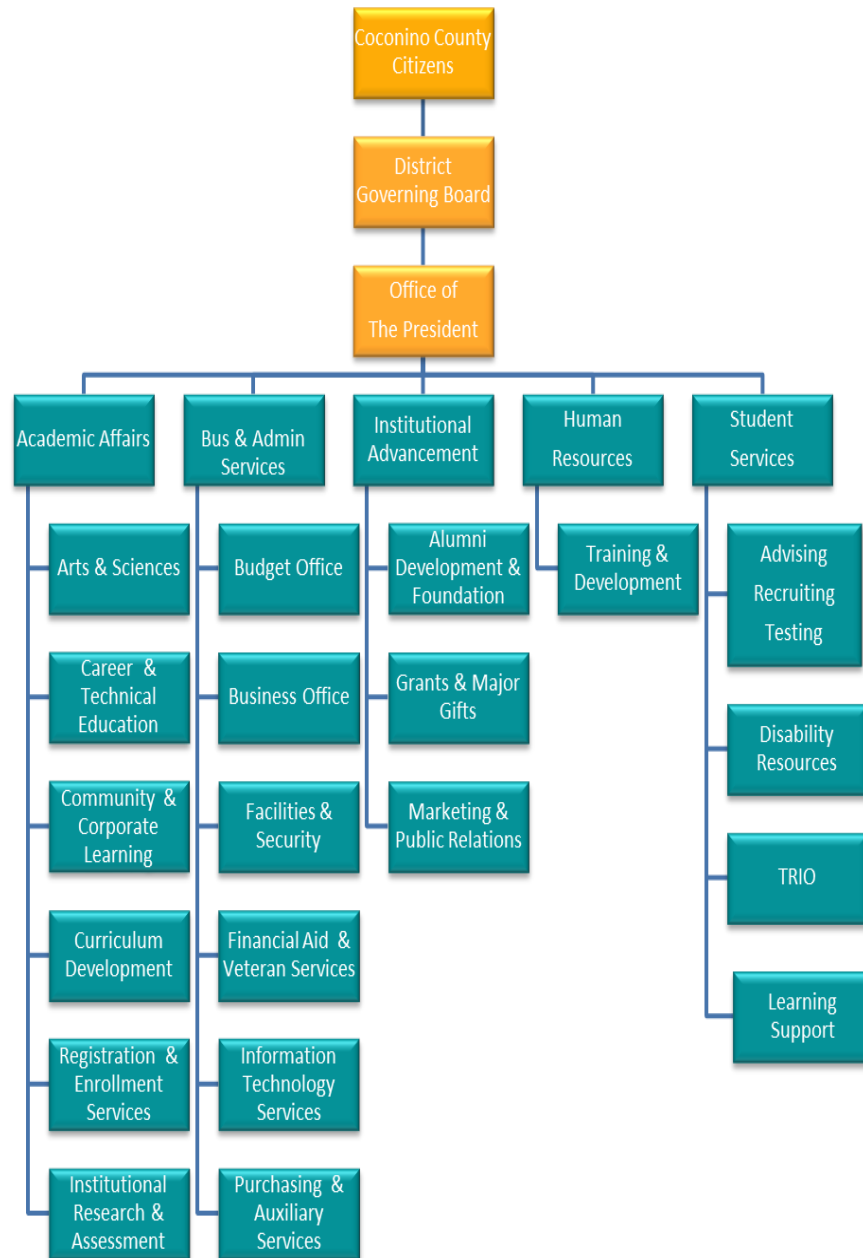 Coconino County
Citizens
District
Governing Board
Office of
The President
Academic Affairs
Bus & Admin
Services
Institutional
Advancement
Human
Resources
Student
Services
Arts & Sciences
Career & 
Technical
Education
Community &
Corporate
Learning
Curriculum
Development
Registration &
Enrollment
Services
Institutional
Research &
Assessment
Budget Office
Business Office
Facilities &
Security
Financial Aid &
Veteran Services
Information
Technology
Services
Purchasing &
Auxiliary
Services
Alumni
Development &
Foundation
Grants & Major
Gifts
Marketing &
Public Relations
Training &
Development
Advising
Recruiting
Testing
Disability
Resources
TRIO
Learning
Support